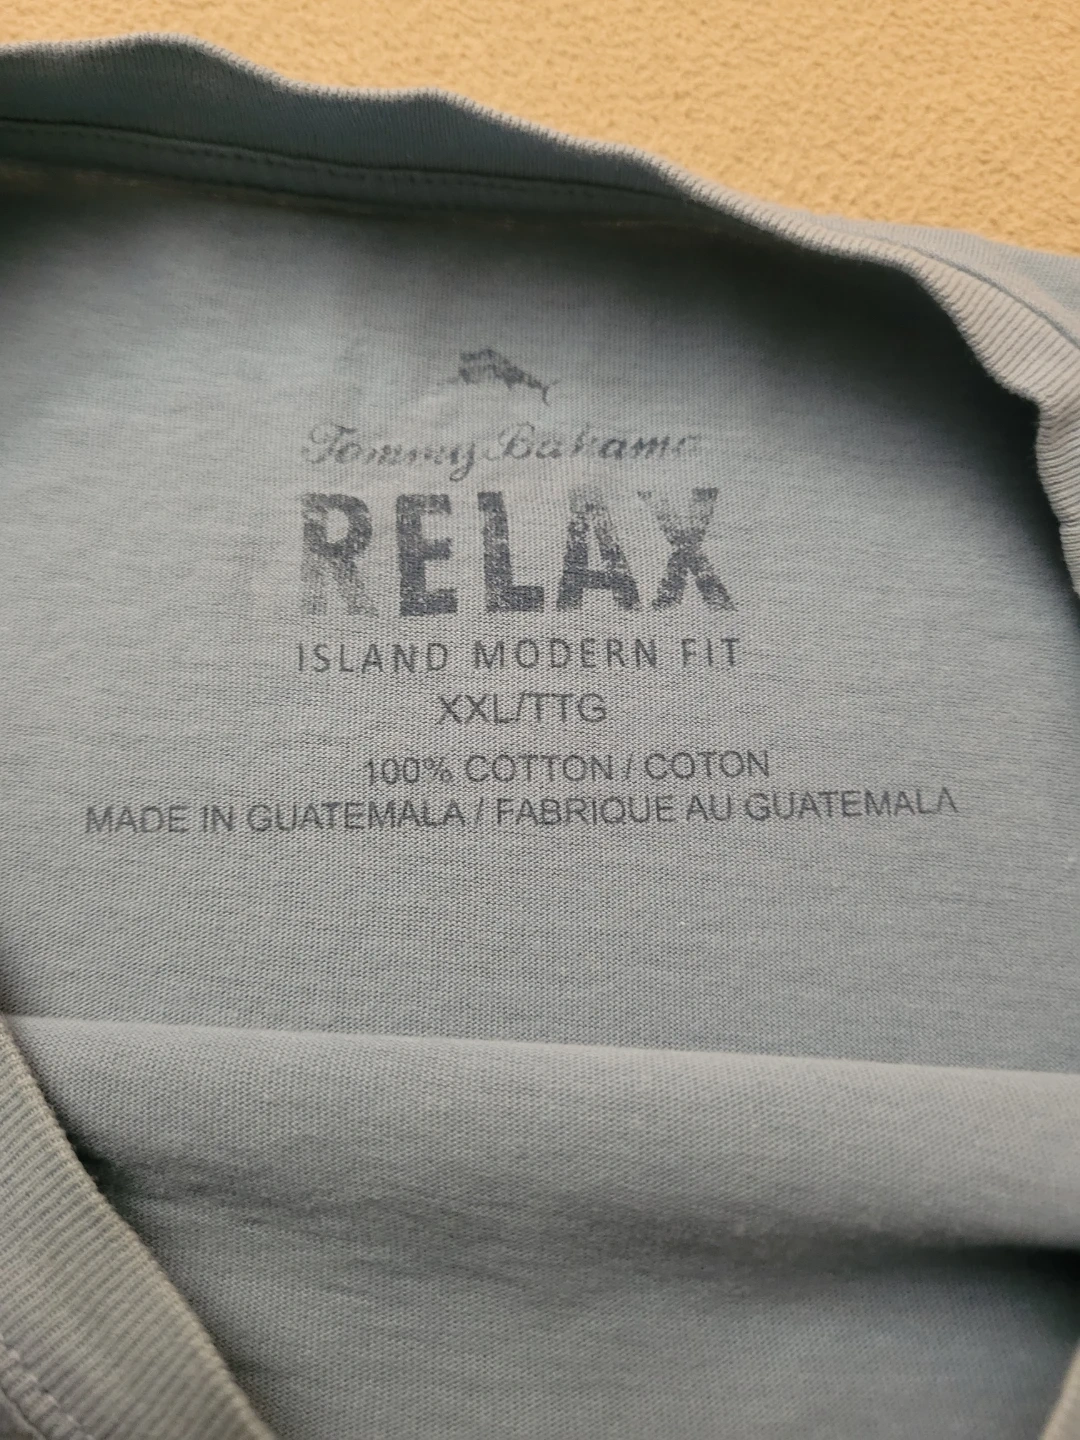 Tommy Bahama
RELAX
ISLAND MODERN FIT
XXL/TTG
100% COTTON / COTON
MADE IN GUATEMALA / FABRIQUE AU GUATEMALA